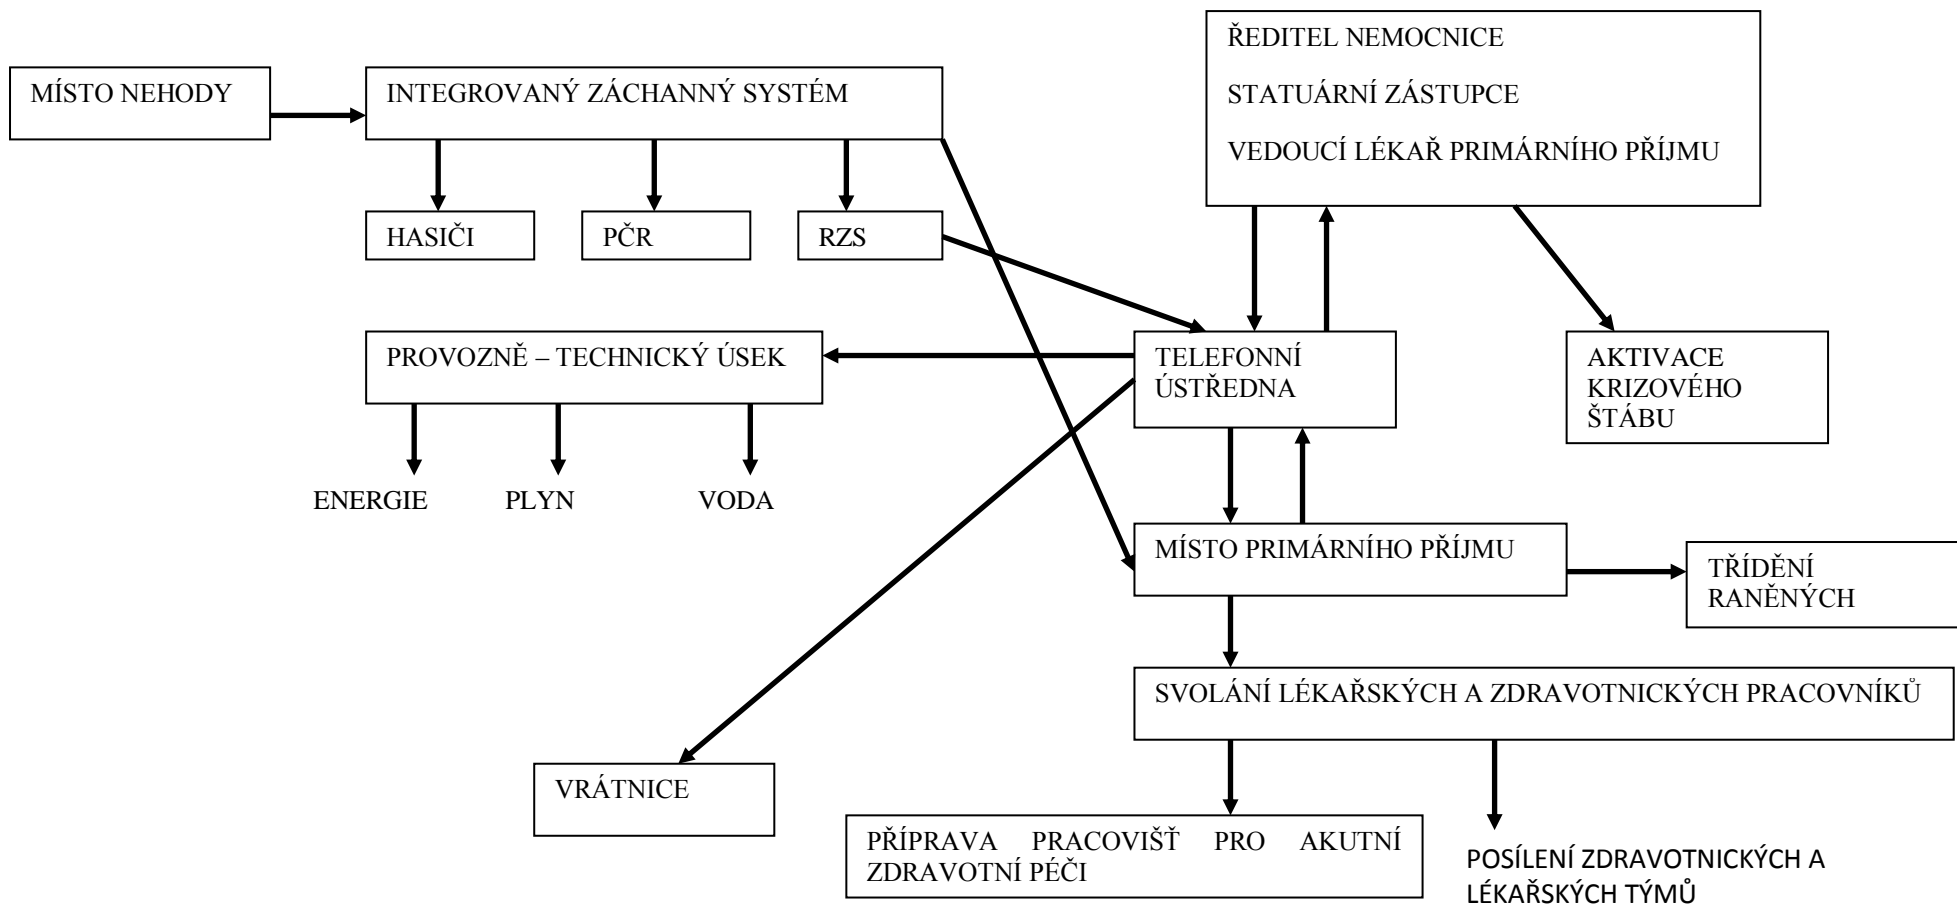 ŘEDITEL NEMOCNICE
STATUÁRNÍ ZÁSTUPCE
VEDOUCÍ LÉKAŘ PRIMÁRNÍHO PŘÍJMU
MÍSTO NEHODY
INTEGROVANÝ ZÁCHANNÝ SYSTÉM
HASIČI
PČR
RZS
PROVOZNĚ – TECHNICKÝ ÚSEK
TELEFONNÍ
ÚSTŘEDNA
AKTIVACE
KRIZOVÉHO
ŠTÁBU
ENERGIE
PLYN
VODA
MÍSTO PRIMÁRNÍHO PŘÍJMU
TŘÍDĚNÍ
RANĚNÝCH
SVOLÁNÍ LÉKAŘSKÝCH A ZDRAVOTNICKÝCH PRACOVNÍKŮ
VRÁTNICE
PŘÍPRAVA PRACOVIŠŤ PRO AKUTNÍ
ZDRAVOTNÍ PÉČI
POSÍLENÍ ZDRAVOTNICKÝCH A
LÉKAŘSKÝCH TÝMŮ